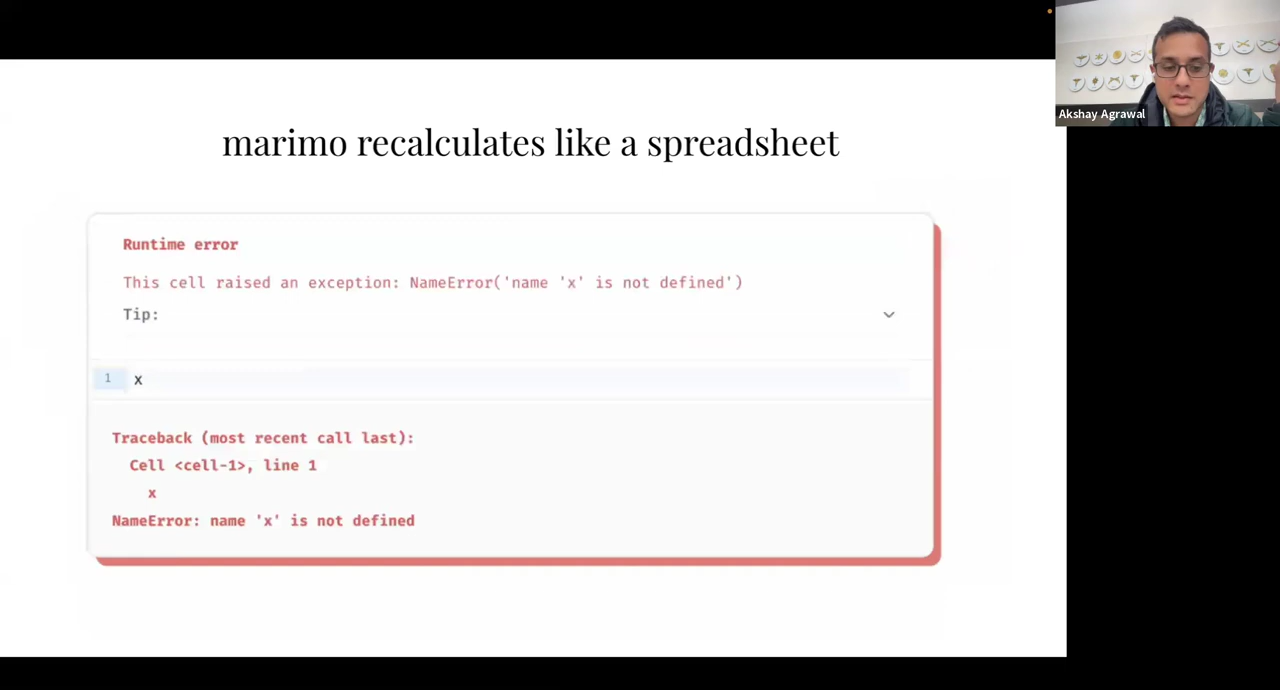 Akshay Agrawal
marimo recalculates like a spreadsheet
Runtime error
This cell raised an exception: NameError('name 'x' is not defined')
Tip:
1 x
Traceback (most recent call last):
Cell <cell-1>, line 1
x
NameError: name 'x' is not defined